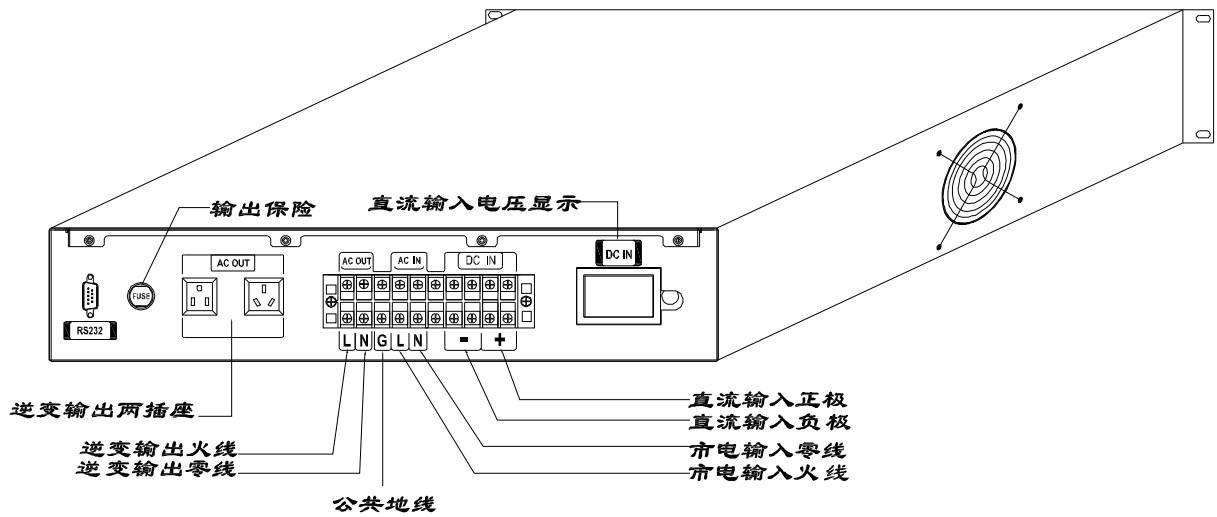 输出保险
直流输入电压显示
DC IN
AC OUT
AC OUT
AC IN
DC IN
FUSE
RS232
L N G L N - +
逆变输出两插座
直流输入正极
直流输入负极
逆变输出火线
市电输入零线
逆变输出零线
市电输入火线
公共地线